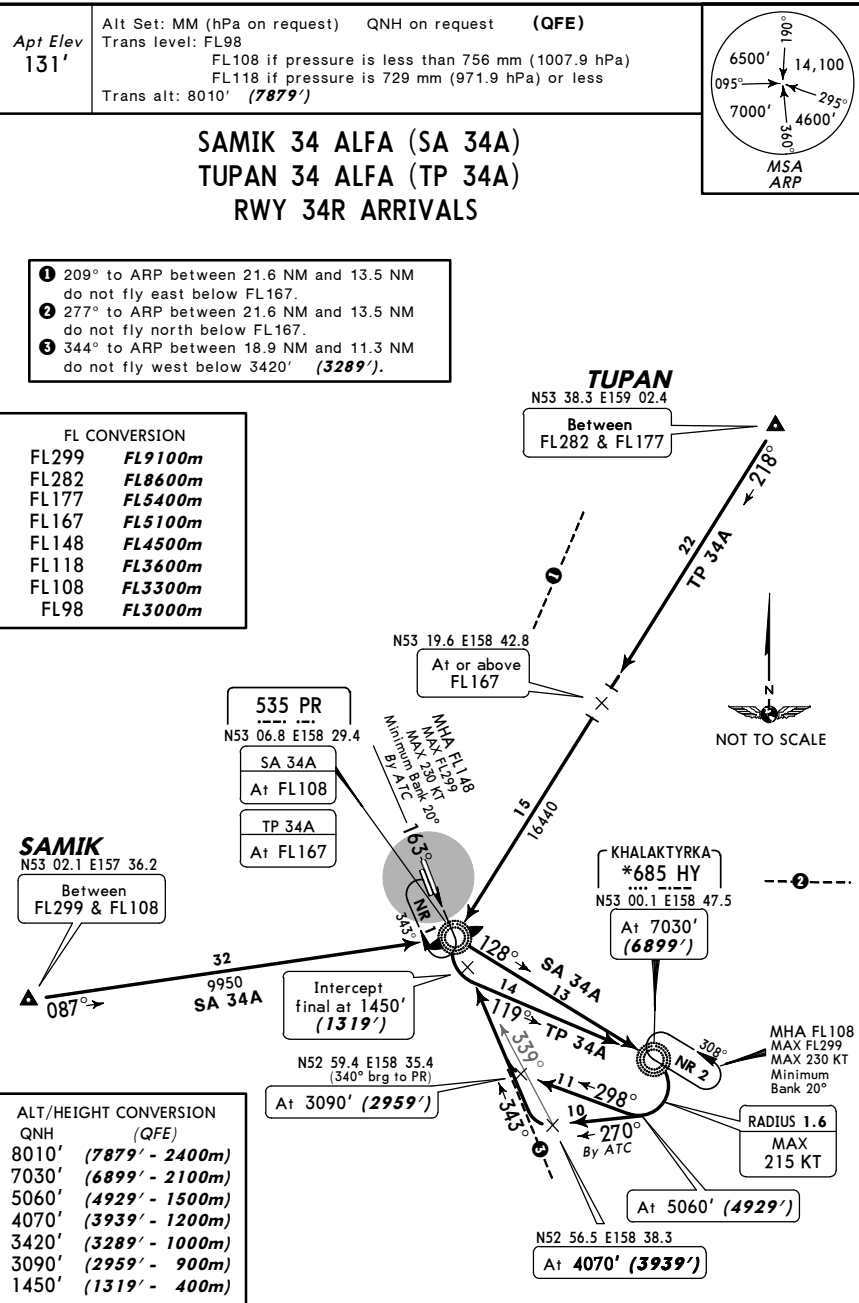 Apt Elev
131'
Alt Set: MM (hPa on request) QNH on request (QFE)
Trans level: FL98
FL108 if pressure is less than 756 mm (1007.9 hPa)
FL118 if pressure is 729 mm (971.9 hPa) or less
Trans alt: 8010' (7879')
190°
6500'
14,100
095°
295°
7000'
4600'
360°
MSA
ARP
SAMIK 34 ALFA (SA 34A)
TUPAN 34 ALFA (TP 34A)
RWY 34R ARRIVALS
1 209° to ARP between 21.6 NM and 13.5 NM
do not fly east below FL167.
2 277° to ARP between 21.6 NM and 13.5 NM
do not fly north below FL167.
3 344° to ARP between 18.9 NM and 11.3 NM
do not fly west below 3420' (3289').
TUPAN
N53 38.3 E159 02.4
Between
FL282 & FL177
218°
22
TP 34A
FL CONVERSION
FL299 FL9100m
FL282 FL8600m
FL177 FL5400m
FL167 FL5100m
FL148 FL4500m
FL118 FL3600m
FL108 FL3300m
FL98 FL3000m
1
N53 19.6 E158 42.8
At or above
FL167
N
NOT TO SCALE
15
16440
535 PR
N53 06.8 E158 29.4
SA 34A
At FL108
TP 34A
At FL167
MHA FL148
MAX FL299
MAX 230 KT
Minimum Bank 20°
By ATC
163°
NR 1
343°
SAMIK
N53 02.1 E157 36.2
Between
FL299 & FL108
087°
32
9950
SA 34A
KHALAKTYRKA
*685 HY
N53 00.1 E158 47.5
At 7030'
(6899')
2
128°
SA 34A
13
14
119°
TP 34A
Intercept
final at 1450'
(1319')
308°
NR 2
MHA FL108
MAX FL299
MAX 230 KT
Minimum
Bank 20°
N52 59.4 E158 35.4
(340° brg to PR)
At 3090' (2959')
339°
343°
11
298°
10
270°
By ATC
3
RADIUS 1.6
MAX
215 KT
At 5060' (4929')
N52 56.5 E158 38.3
At 4070' (3939')
ALT/HEIGHT CONVERSION
QNH (QFE)
8010' (7879' - 2400m)
7030' (6899' - 2100m)
5060' (4929' - 1500m)
4070' (3939' - 1200m)
3420' (3289' - 1000m)
3090' (2959' - 900m)
1450' (1319' - 400m)